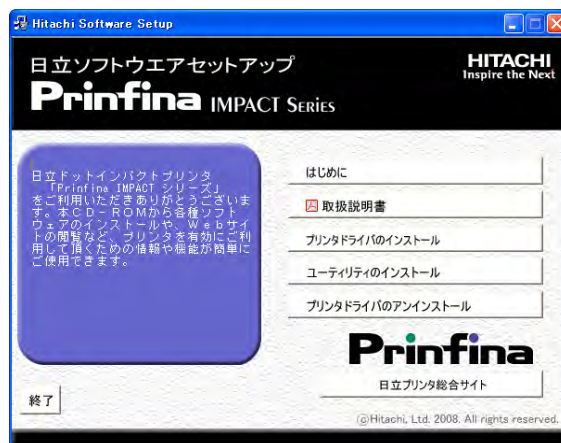 Hitachi Software Setup
日立ソフトウエアセットアップ
HITACHI
Inspire the Next
Prinfina IMPACT SERIES
日立ドットインパクトプリンタ
「Prinfina IMPACT シリーズ」
をご利用いただきありがとうございま
す。本CD-ROMから各種ソフト
ウェアのインストールや、Webサイ
トの閲覧など、プリンタを有効にご利
用して頂くための情報や機能が簡単に
ご使用できます。
はじめに
取扱説明書
プリンタドライバのインストール
ユーティリティのインストール
プリンタドライバのアンインストール
Prinfina
日立プリンタ総合サイト
終了
©Hitachi, Ltd. 2008. All rights reserved.